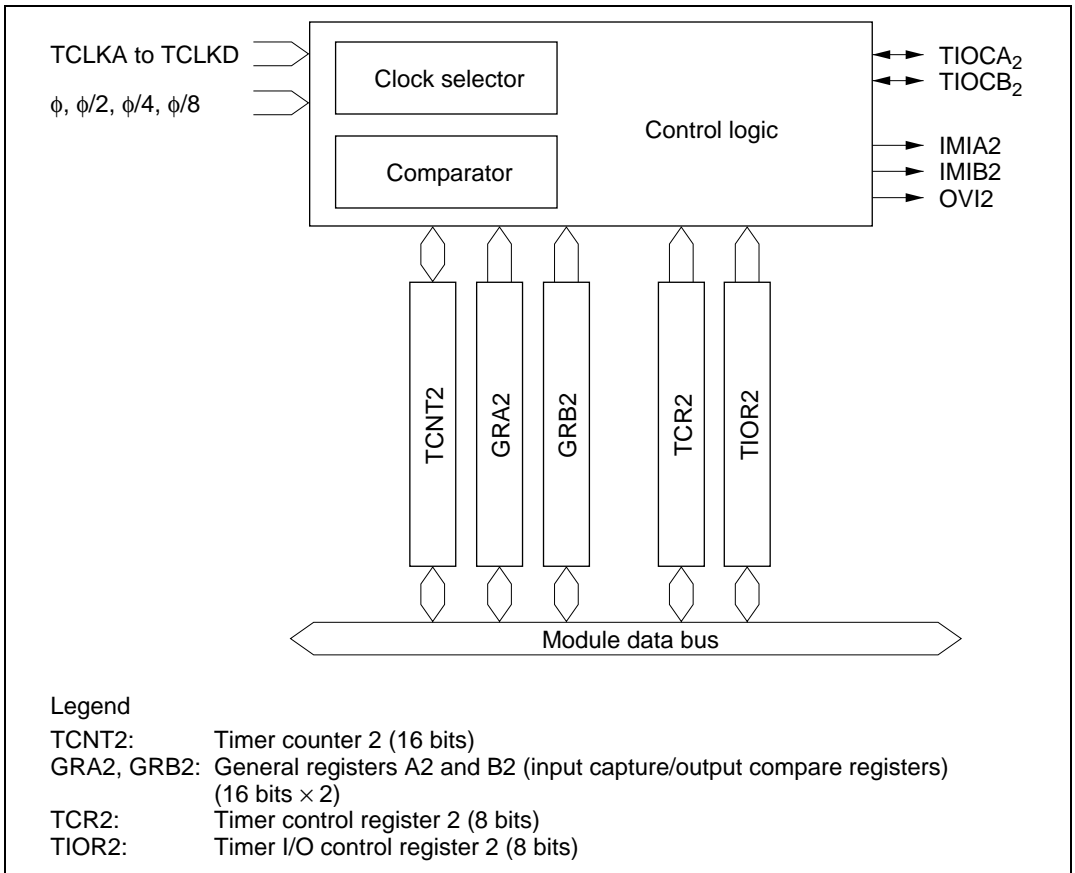 TCLKA to TCLKD
ϕ, ϕ/2, ϕ/4, ϕ/8
Clock selector
Comparator
Control logic
TIOCA₂
TIOCB₂
IMIA2
IMIB2
OVI2
TCNT2
GRA2
GRB2
TCR2
TIOR2
Module data bus
Legend
TCNT2: Timer counter 2 (16 bits)
GRA2, GRB2: General registers A2 and B2 (input capture/output compare registers)
(16 bits × 2)
TCR2: Timer control register 2 (8 bits)
TIOR2: Timer I/O control register 2 (8 bits)